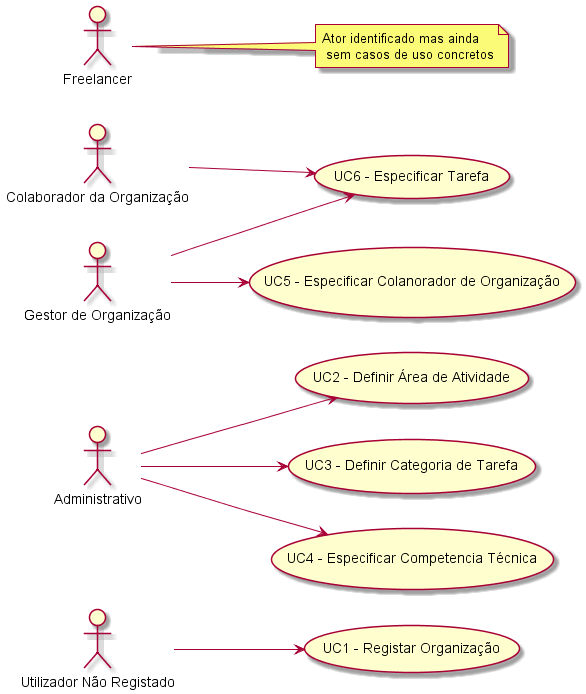 Ator identificado mas ainda
sem casos de uso concretos
Freelancer
Colaborador da Organização
UC6 - Especificar Tarefa
Gestor de Organização
UC5 - Especificar Colanorador de Organização
UC2 - Definir Área de Atividade
UC3 - Definir Categoria de Tarefa
Administrativo
UC4 - Especificar Competencia Técnica
Utilizador Não Registado
UC1 - Registar Organização